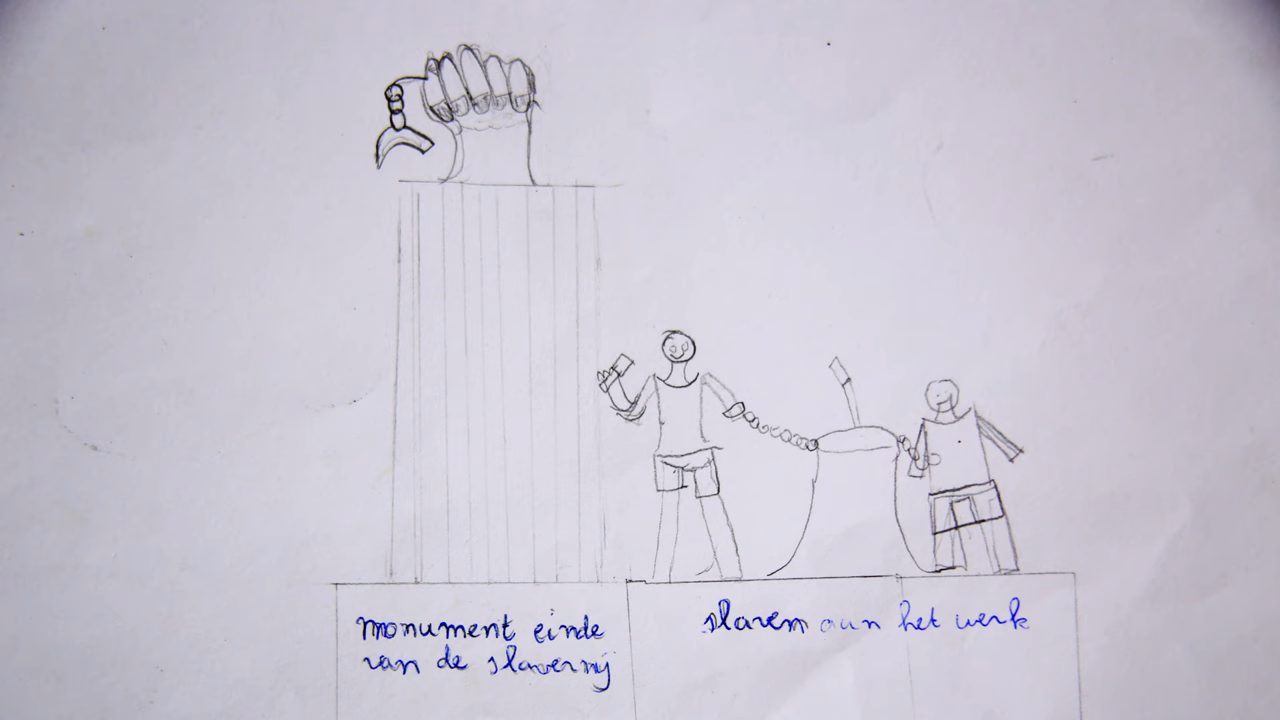 monument einde
van de slavernij
slaven aan het werk